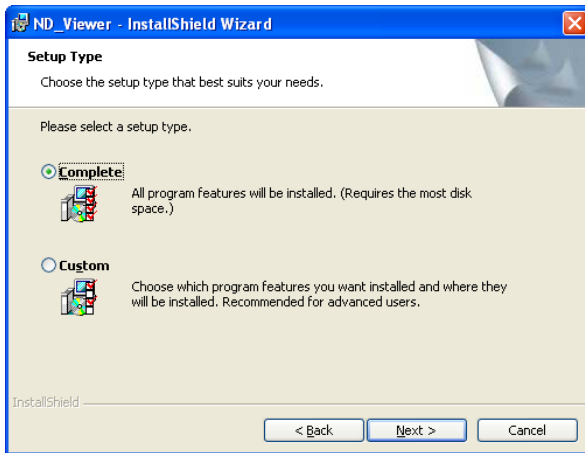 ND_Viewer - InstallShield Wizard
Setup Type
Choose the setup type that best suits your needs.
Please select a setup type.
Complete
All program features will be installed. (Requires the most disk
space.)
Custom
Choose which program features you want installed and where they
will be installed. Recommended for advanced users.
InstallShield
< Back Next > Cancel